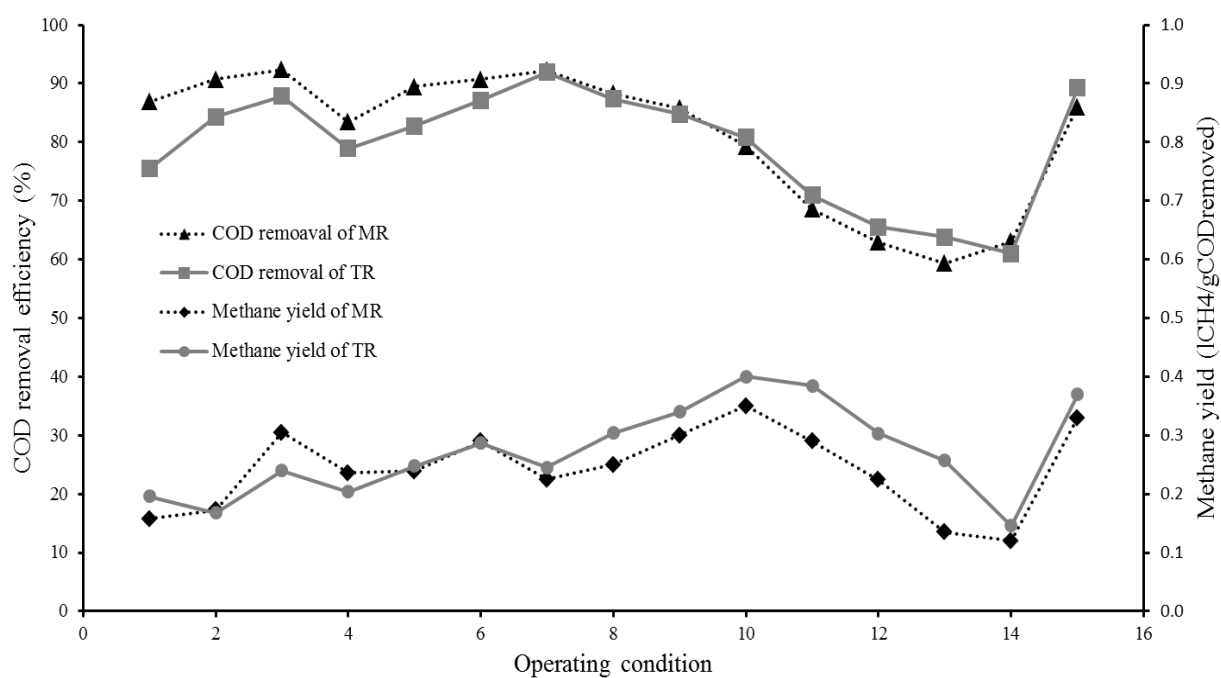 100
90
80
70
60
50
40
30
20
10
0
COD removal efficiency (%)
1.0
0.9
0.8
0.7
0.6
0.5
0.4
0.3
0.2
0.1
0.0
Methane yield (lCH4/gCODremoved)
COD remoaval of MR
COD removal of TR
Methane yield of MR
Methane yield of TR
0 2 4 6 8 10 12 14 16
Operating condition